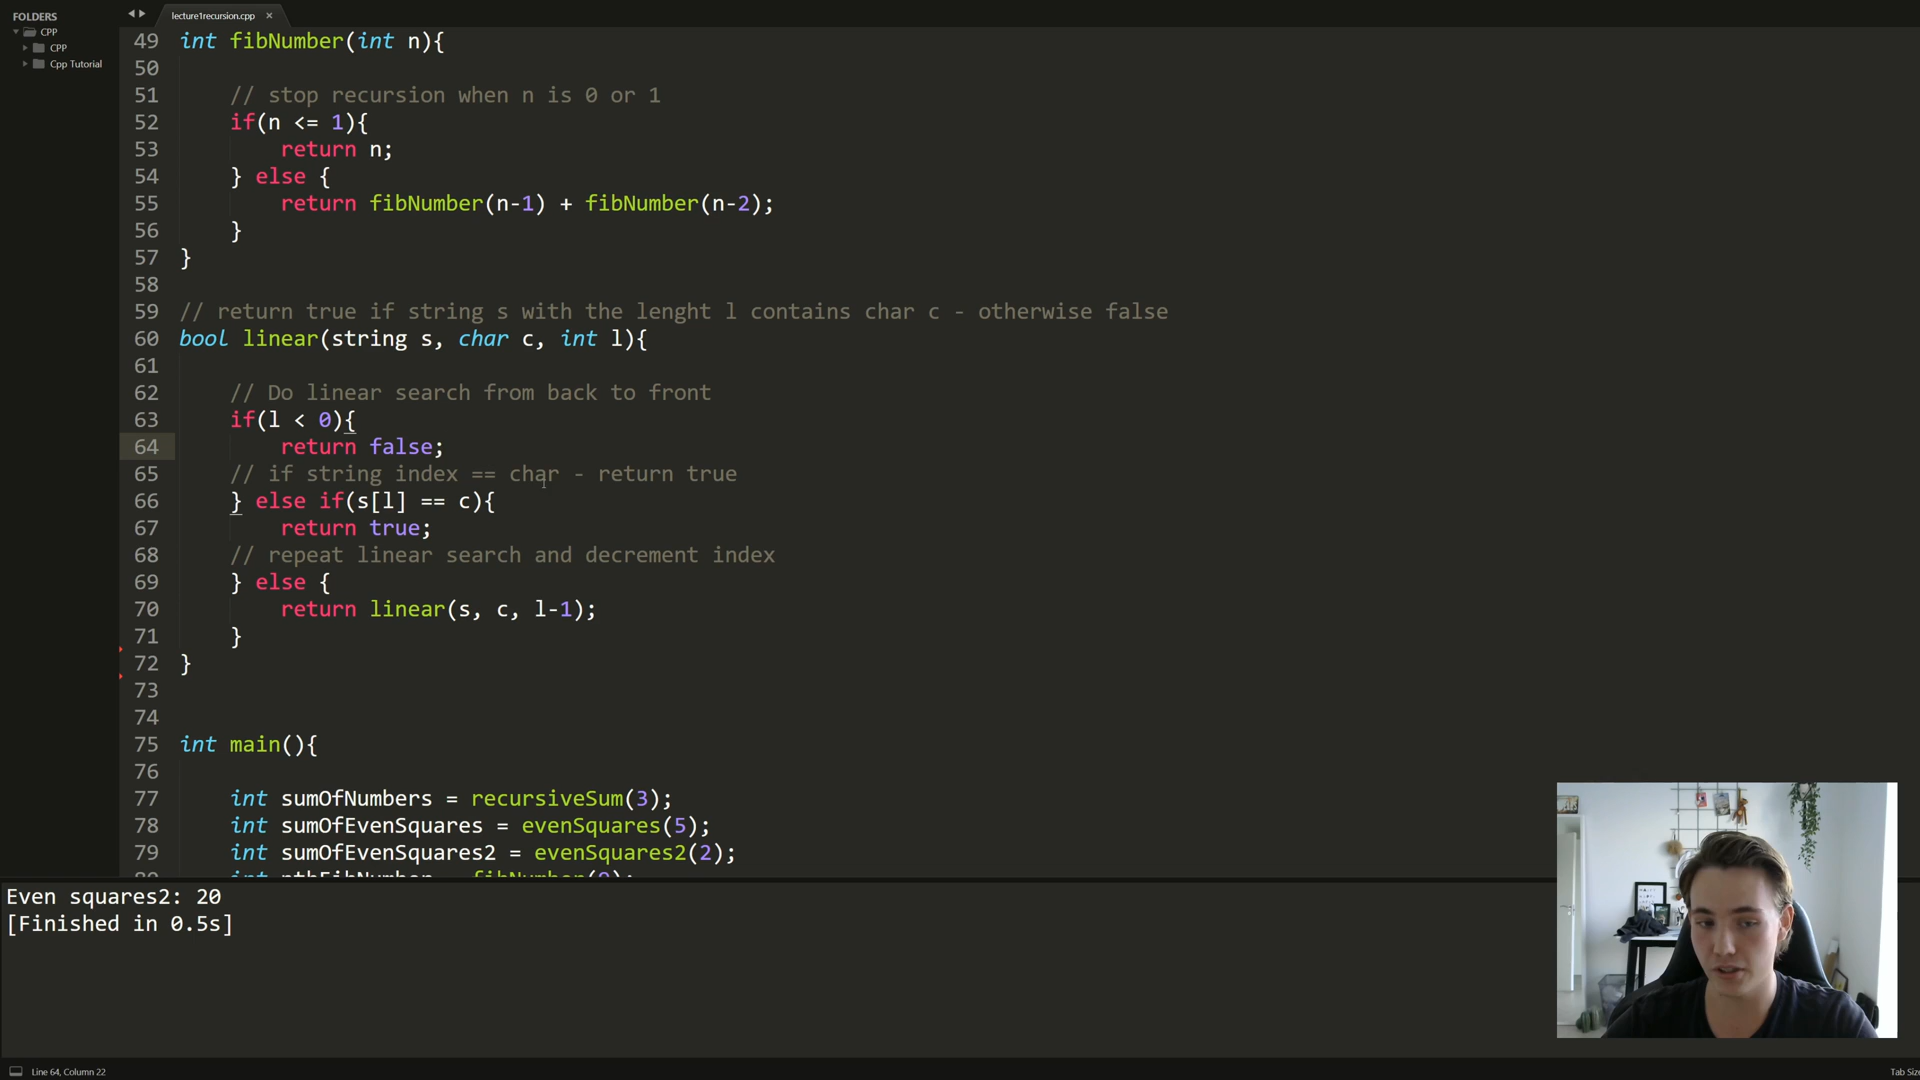 FOLDERS
CPP
CPP
Cpp Tutorial
lecture1recursion.cpp ×
49 int fibNumber(int n){
50
51 // stop recursion when n is 0 or 1
52 if(n <= 1){
53 return n;
54 } else {
55 return fibNumber(n-1) + fibNumber(n-2);
56 }
57 }
58
59 // return true if string s with the lenght l contains char c - otherwise false
60 bool linear(string s, char c, int l){
61
62 // Do linear search from back to front
63 if(l < 0){
64 return false;
65 // if string index == char - return true
66 } else if(s[l] == c){
67 return true;
68 // repeat linear search and decrement index
69 } else {
70 return linear(s, c, l-1);
71 }
72 }
73
74
75 int main(){
76
77 int sumOfNumbers = recursiveSum(3);
78 int sumOfEvenSquares = evenSquares(5);
79 int sumOfEvenSquares2 = evenSquares2(2);
Even squares2: 20
[Finished in 0.5s]
Line 64, Column 22
Tab Size